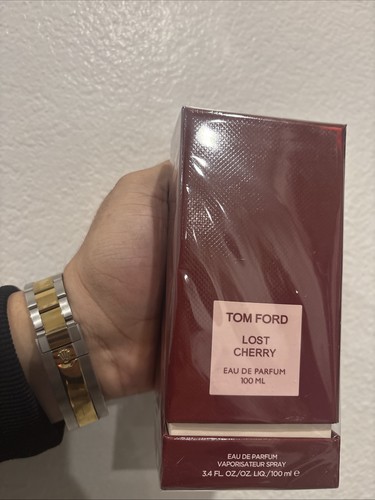 TOM FORD
LOST
CHERRY
EAU DE PARFUM
100 ML
EAU DE PARFUM
VAPORISATEUR SPRAY
3.4 FL. OZ./OZ. LIQ./100 ml ℮